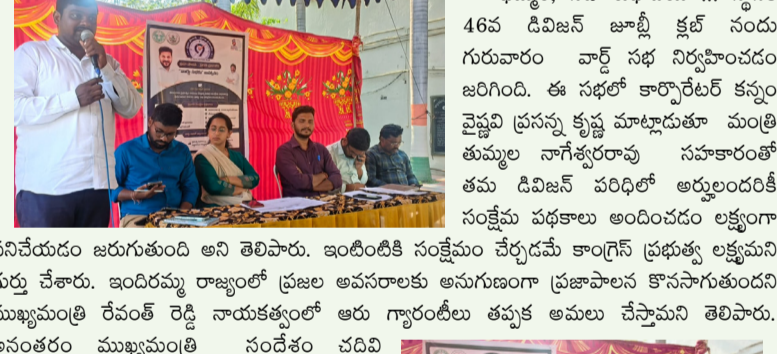 46వ డివిజన్ జూబ్లీ క్లబ్ నందు
గురువారం వార్డ్ సభ నిర్వహించడం
జరిగింది. ఈ సభలో కార్పొరేటర్ కన్నం
వైష్ణవి ప్రసన్న కృష్ణ మాట్లాడుతూ మంత్రి
తుమ్మల నాగేశ్వరరావు సహకారంతో
తమ డివిజన్ పరిధిలో అర్హులందరికీ
సంక్షేమ పథకాలు అందించడం లక్ష్యంగా
పనిచేయడం జరుగుతుంది అని తెలిపారు. ఇంటింటికి సంక్షేమం చేర్చడమే కాంగ్రెస్ ప్రభుత్వ లక్ష్యమని
గుర్తు చేశారు. ఇందిరమ్మ రాజ్యంలో ప్రజల అవసరాలకు అనుగుణంగా ప్రజాపాలన కొనసాగుతుందని
ముఖ్యమంత్రి రేవంత్ రెడ్డి నాయకత్వంలో ఆరు గ్యారంటీలు తప్పక అమలు చేస్తామని తెలిపారు.
అనంతరం ముఖ్యమంత్రి సందేశం చదివి